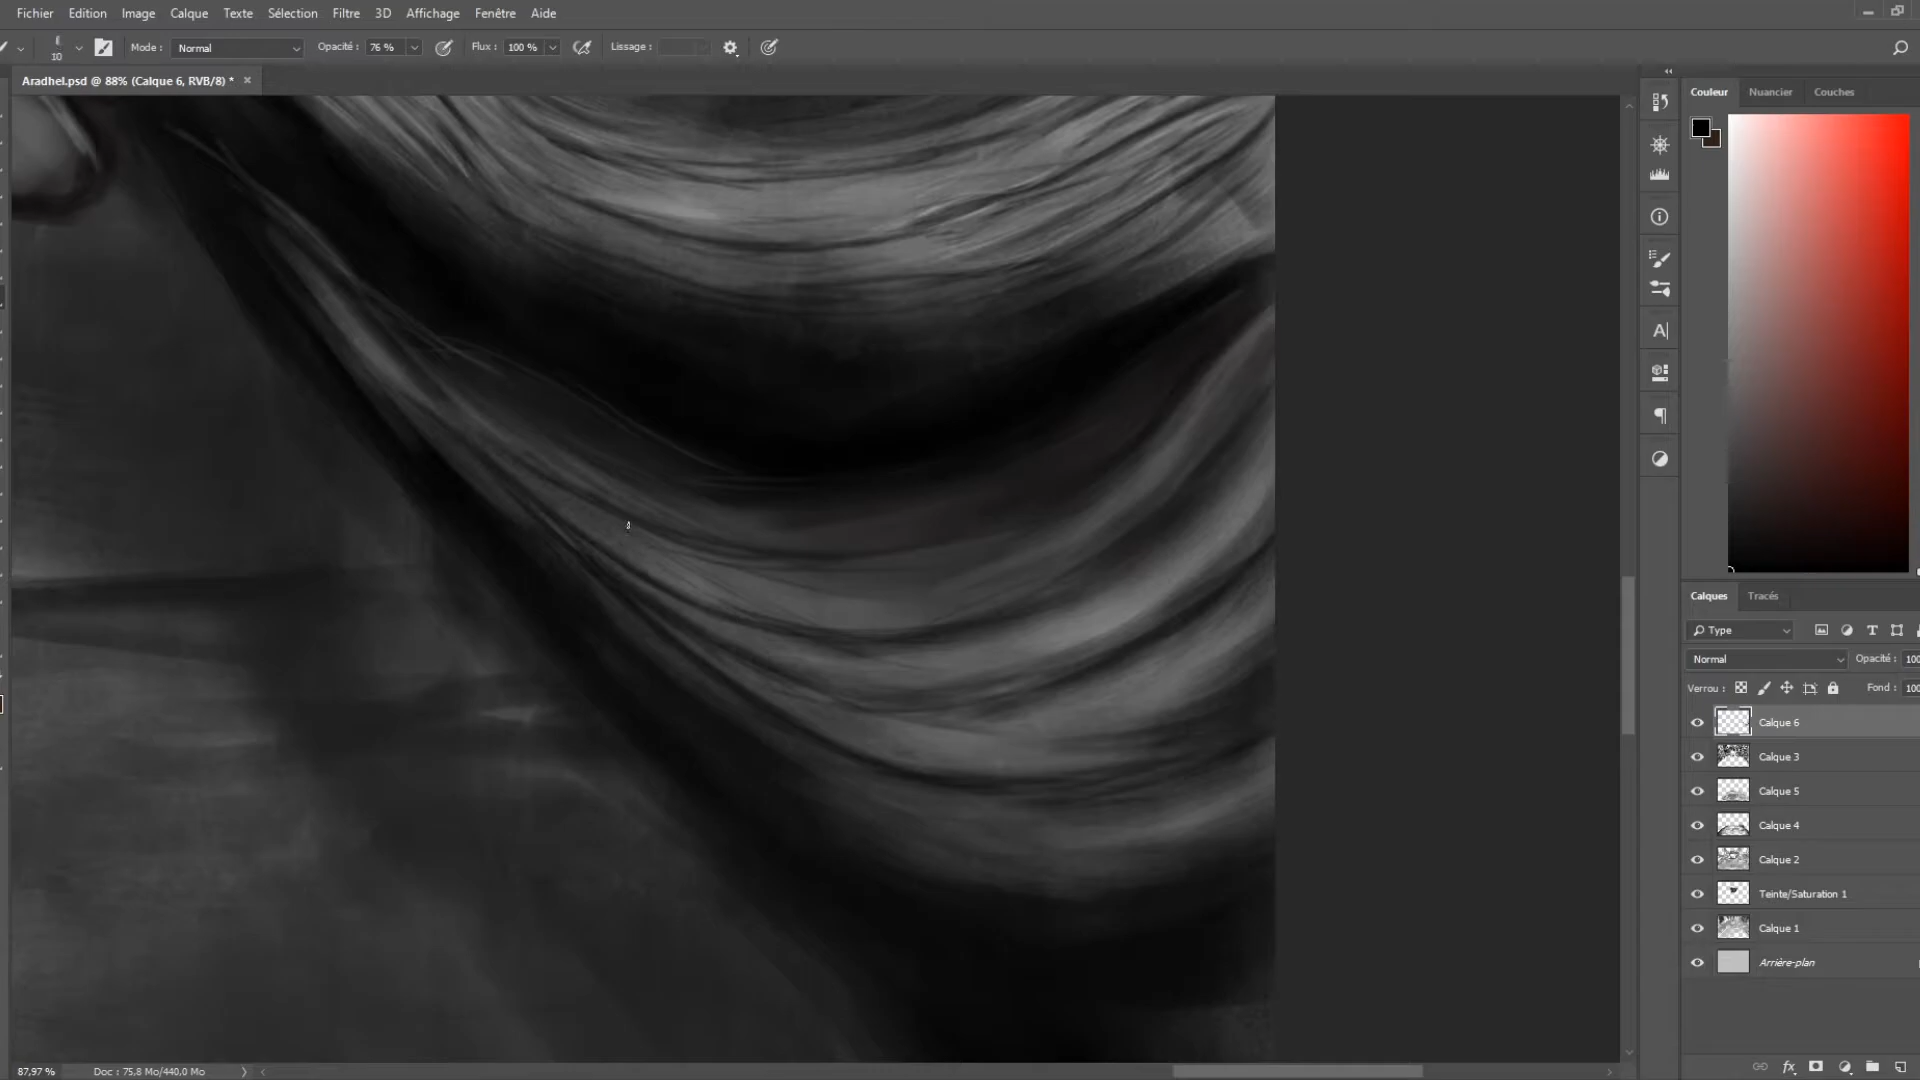 Fichier Edition Image Calque Texte Sélection Filtre 3D Affichage Fenêtre Aide
10 Mode : Normal Opacité : 76 % Flux : 100 % Lissage :
Aradhel.psd @ 88% (Calque 6, RVB/8) * ×
Couleur Nuancier Couches
Calques Tracés
Type
Normal Opacité : 100
Verrou : Fond : 100
Calque 6
Calque 3
Calque 5
Calque 4
Calque 2
Teinte/Saturation 1
Calque 1
Arrière-plan
87,97 % Doc : 75,8 Mo/440,0 Mo